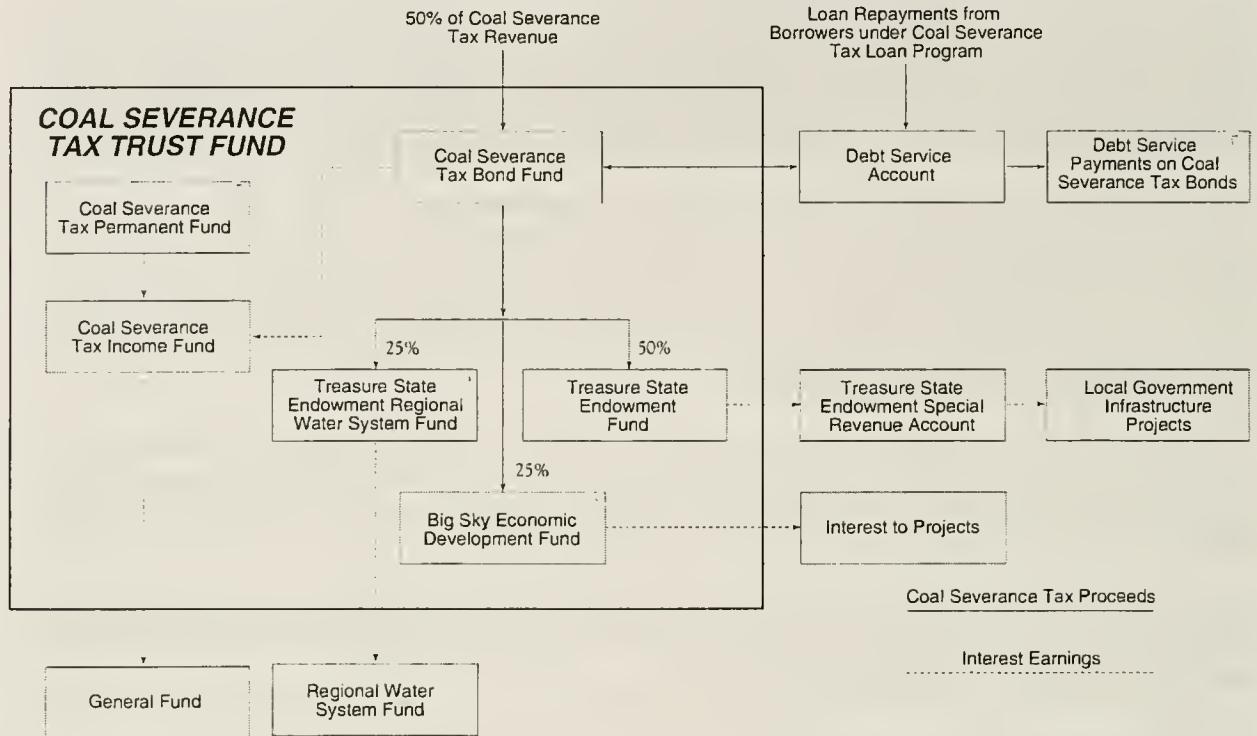 50% of Coal Severance
Tax Revenue
Loan Repayments from
Borrowers under Coal Severance
Tax Loan Program
COAL SEVERANCE
TAX TRUST FUND
Coal Severance
Tax Bond Fund
Debt Service
Account
Debt Service
Payments on Coal
Severance Tax Bonds
Coal Severance
Tax Permanent Fund
Coal Severance
Tax Income Fund
25%
50%
Treasure State
Endowment Regional
Water System Fund
Treasure State
Endowment
Fund
Treasure State
Endowment Special
Revenue Account
Local Government
Infrastructure
Projects
25%
Big Sky Economic
Development Fund
Interest to Projects
Coal Severance Tax Proceeds
Interest Earnings
General Fund
Regional Water
System Fund